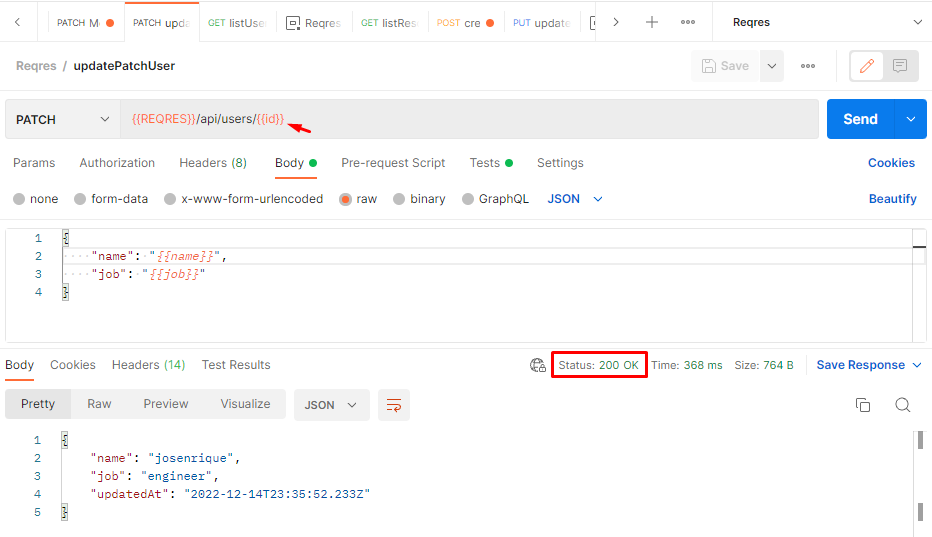 PATCH M
PATCH upda
GET listUse
Reqres
GET listRes
POST cre
PUT update
Reqres
Reqres / updatePatchUser
Save
PATCH
{{REQRES}}/api/users/{{id}}
Send
Params Authorization Headers (8) Body Pre-request Script Tests Settings Cookies
none form-data x-www-form-urlencoded raw binary GraphQL JSON Beautify
1 {
2 "name": "{{name}}",
3 "job": "{{job}}"
4 }
Body Cookies Headers (14) Test Results Status: 200 OK Time: 368 ms Size: 764 B Save Response
Pretty Raw Preview Visualize JSON
1 {
2 "name": "josenrique",
3 "job": "engineer",
4 "updatedAt": "2022-12-14T23:35:52.233Z"
5 }